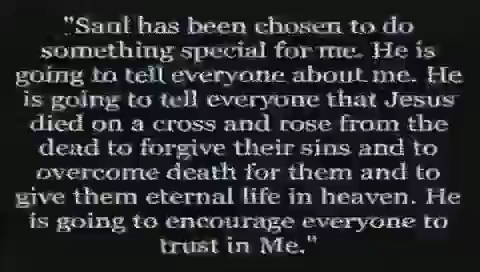 "Saul has been chosen to do
something special for me. He is
going to tell everyone about me. He
is going to tell everyone that Jesus
died on a cross and rose from the
dead to forgive their sins and to
overcome death for them and to
give them eternal life in heaven. He
is going to encourage everyone to
trust in Me."